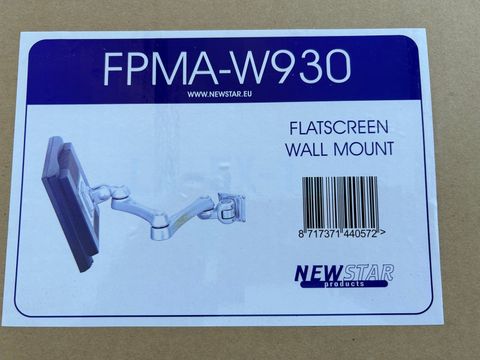 FPMA-W930
WWW.NEWSTAR.EU
FLATSCREEN
WALL MOUNT
8 717371 440572 >
NEWSTAR
products